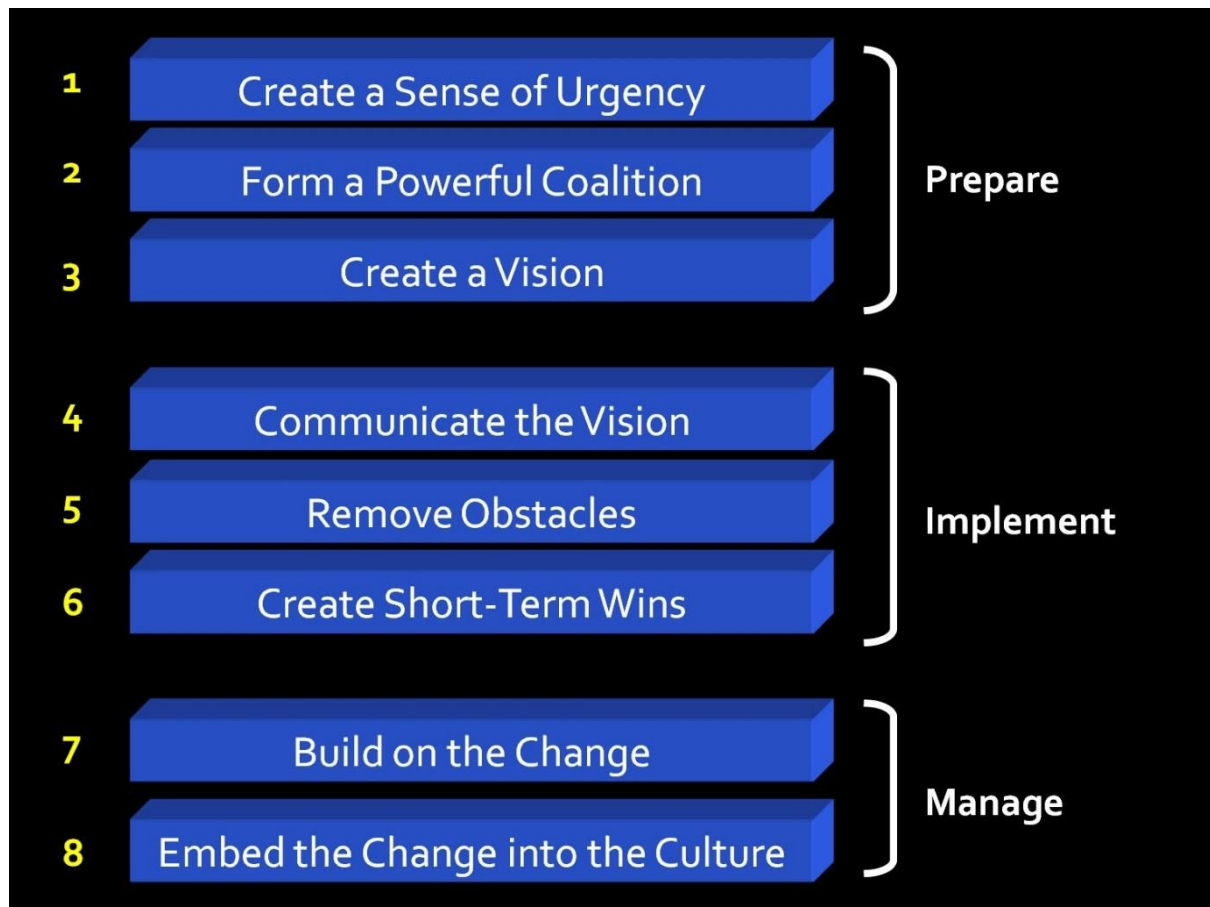 1 Create a Sense of Urgency
2 Form a Powerful Coalition
Prepare
3 Create a Vision
4 Communicate the Vision
5 Remove Obstacles
Implement
6 Create Short-Term Wins
7 Build on the Change
Manage
8 Embed the Change into the Culture